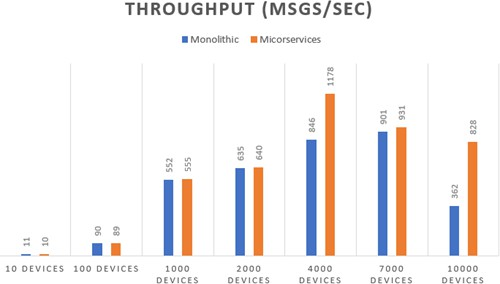 THROUGHPUT (MSGS/SEC)
Monolithic Micorservices
11 10 90 89 552 555 635 640 846 1178 901 931 362 828
10 DEVICES 100 DEVICES 1000 DEVICES 2000 DEVICES 4000 DEVICES 7000 DEVICES 10000 DEVICES